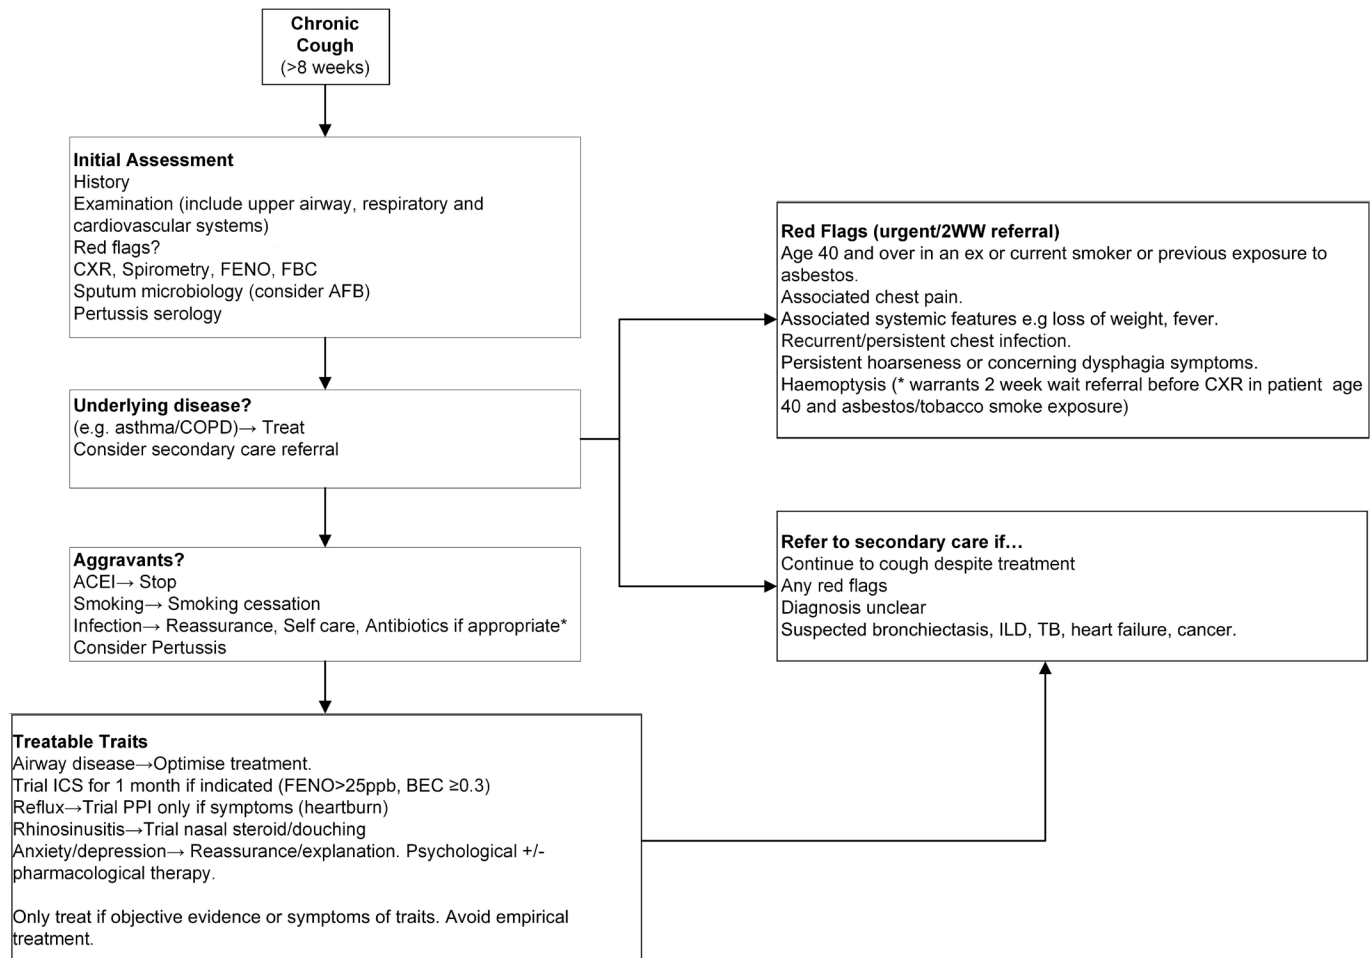 Chronic
Cough
(>8 weeks)
Initial Assessment
History
Examination (include upper airway, respiratory and
cardiovascular systems)
Red flags?
CXR, Spirometry, FENO, FBC
Sputum microbiology (consider AFB)
Pertussis serology
Underlying disease?
(e.g. asthma/COPD)→ Treat
Consider secondary care referral
Aggravants?
ACEI→ Stop
Smoking→ Smoking cessation
Infection→ Reassurance, Self care, Antibiotics if appropriate*
Consider Pertussis
Treatable Traits
Airway disease→Optimise treatment.
Trial ICS for 1 month if indicated (FENO>25ppb, BEC ≥0.3)
Reflux→Trial PPI only if symptoms (heartburn)
Rhinosinusitis→Trial nasal steroid/douching
Anxiety/depression→ Reassurance/explanation. Psychological +/-
pharmacological therapy.
Only treat if objective evidence or symptoms of traits. Avoid empirical
treatment.
Red Flags (urgent/2WW referral)
Age 40 and over in an ex or current smoker or previous exposure to
asbestos.
Associated chest pain.
Associated systemic features e.g loss of weight, fever.
Recurrent/persistent chest infection.
Persistent hoarseness or concerning dysphagia symptoms.
Haemoptysis (* warrants 2 week wait referral before CXR in patient  age
40 and asbestos/tobacco smoke exposure)
Refer to secondary care if…
Continue to cough despite treatment
Any red flags
Diagnosis unclear
Suspected bronchiectasis, ILD, TB, heart failure, cancer.